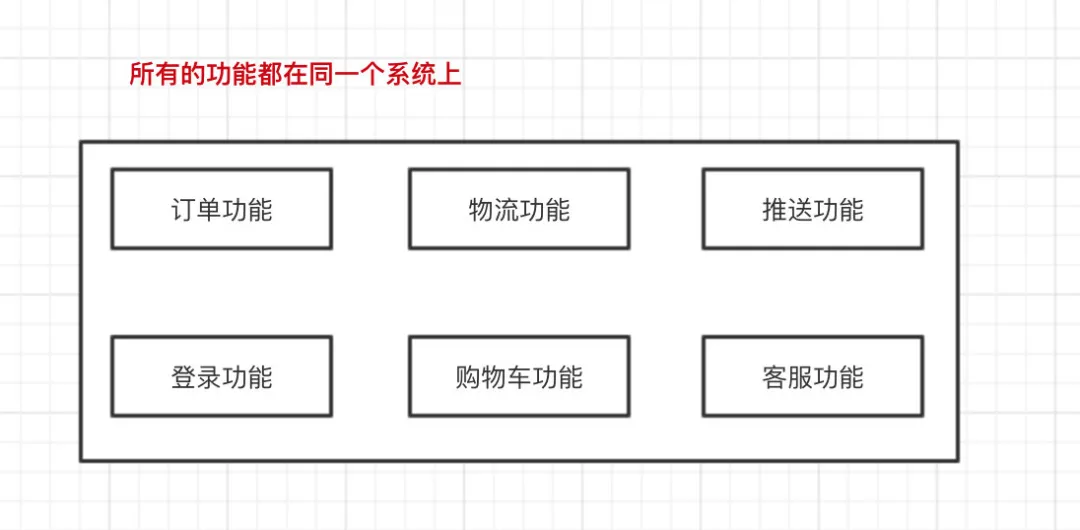 所有的功能都在同一个系统上
订单功能
物流功能
推送功能
登录功能
购物车功能
客服功能